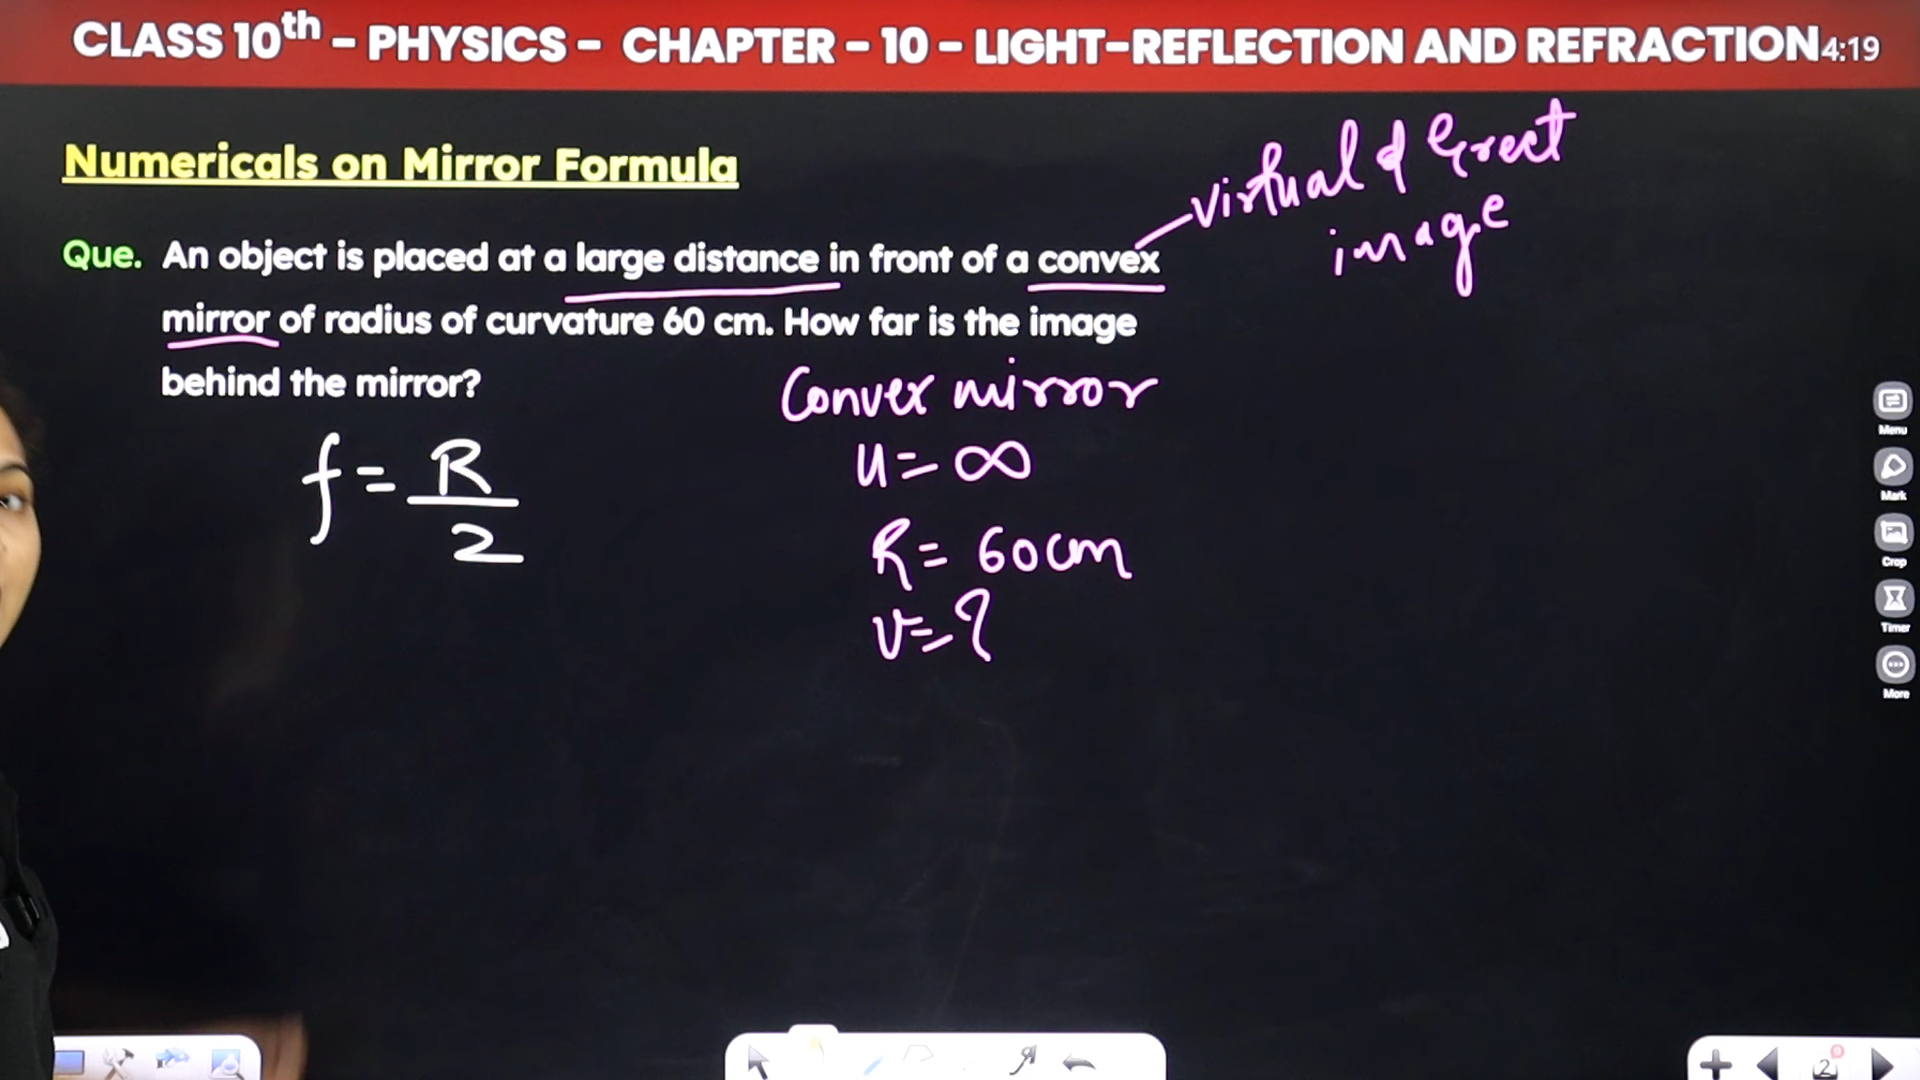 CLASS 10th - PHYSICS - CHAPTER - 10 - LIGHT-REFLECTION AND REFRACTION
4:19
Numericals on Mirror Formula
virtual & Erect
image
Que. An object is placed at a large distance in front of a convex
mirror of radius of curvature 60 cm. How far is the image
behind the mirror?
Convex mirror
f = R/2
u = ∞
R = 60cm
v = ?
Menu
Mark
Crop
Timer
More
2